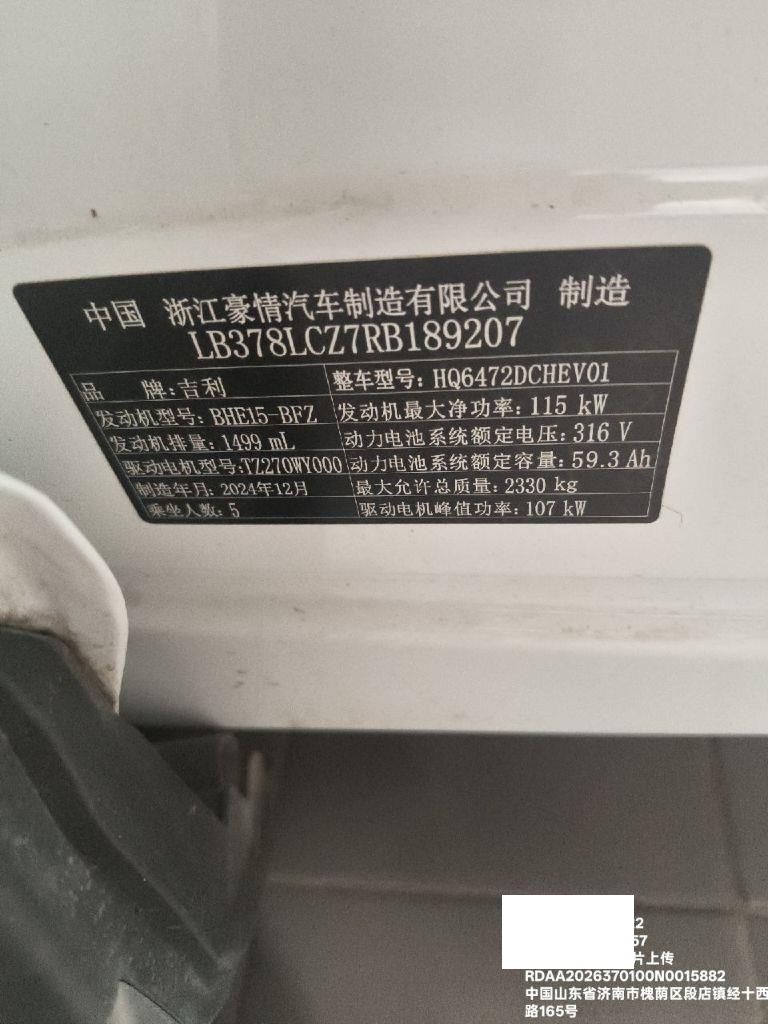 中国 浙江豪情汽车制造有限公司 制造
LB378LCZ7RB189207
品 牌:吉利 整车型号:HQ6472DCHEV01
发动机型号:BHE15-BFZ 发动机最大净功率:115 kW
发动机排量:1499 mL 动力电池系统额定电压:316 V
驱动电机型号:TZ270WY000 动力电池系统额定容量:59.3 Ah
制造年月:2024年12月 最大允许总质量:2330 kg
乘坐人数:5 驱动电机峰值功率:107 kW
22
57
片上传
RDAA2026370100N0015882
中国山东省济南市槐荫区段店镇经十西
路165号